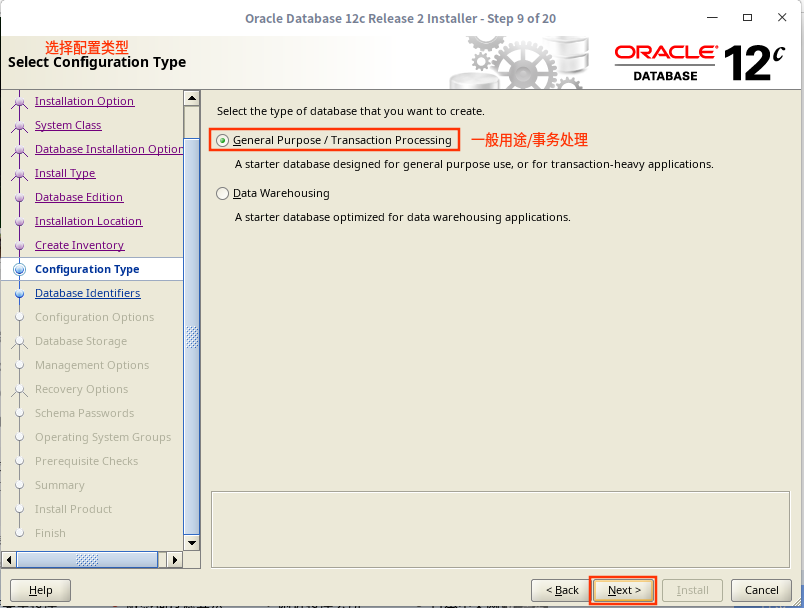 Oracle Database 12c Release 2 Installer - Step 9 of 20
选择配置类型
Select Configuration Type
ORACLE
DATABASE
12c
Installation Option
System Class
Database Installation Option
Install Type
Database Edition
Installation Location
Create Inventory
Configuration Type
Database Identifiers
Configuration Options
Database Storage
Management Options
Recovery Options
Schema Passwords
Operating System Groups
Prerequisite Checks
Summary
Install Product
Finish
Select the type of database that you want to create.
General Purpose / Transaction Processing 一般用途/事务处理
A starter database designed for general purpose use, or for transaction-heavy applications.
Data Warehousing
A starter database optimized for data warehousing applications.
Help
< Back
Next >
Install
Cancel